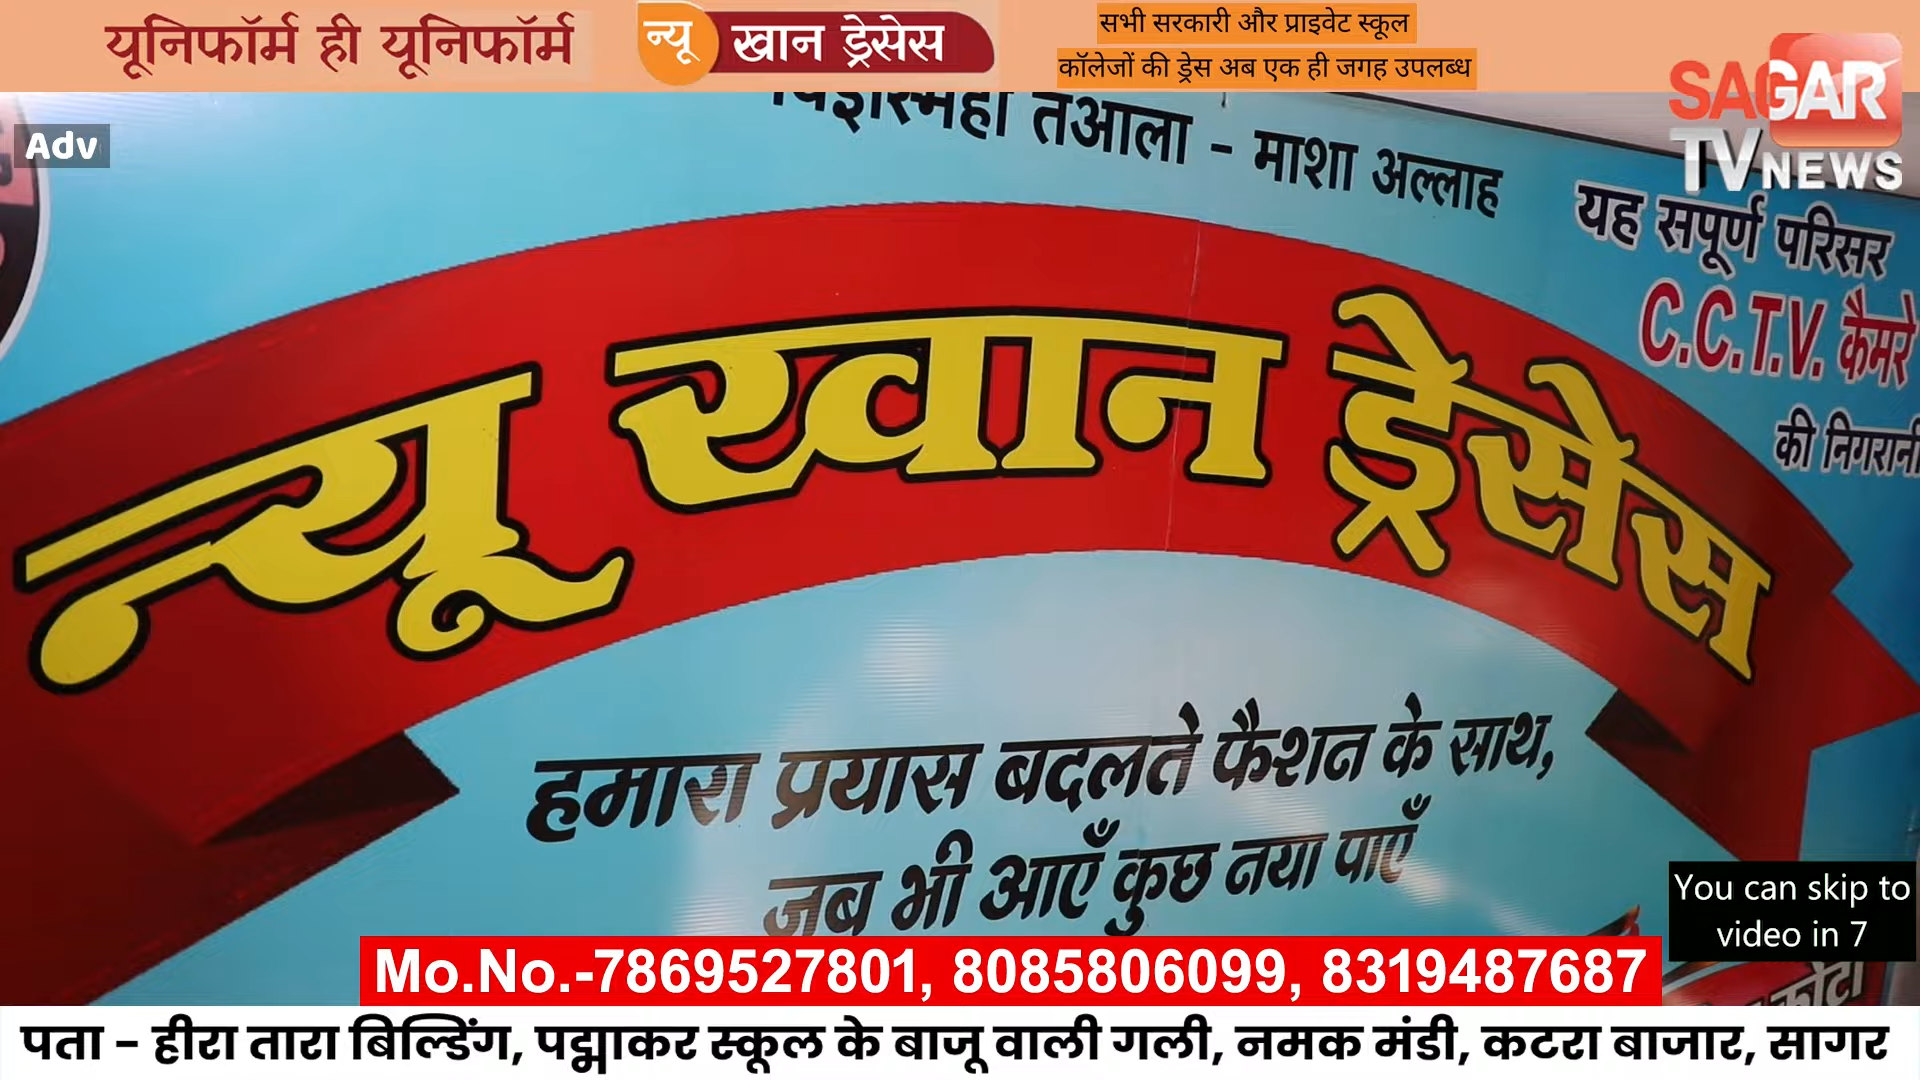 यूनिफॉर्म ही यूनिफॉर्म
न्यू खान ड्रेसेस
सभी सरकारी और प्राइवेट स्कूल
कॉलेजों की ड्रेस अब एक ही जगह उपलब्ध
SAGAR
TV NEWS
Adv
तआला - माशा अल्लाह
यह सपूर्ण परिसर
C.C.T.V. कैमरे
की निगरानी
न्यू खान ड्रेसेस
हमारा प्रयास बदलते फैशन के साथ,
जब भी आएँ कुछ नया पाएँ
You can skip to
video in 7
Mo.No.-7869527801, 8085806099, 8319487687
पता - हीरा तारा बिल्डिंग, पद्माकर स्कूल के बाजू वाली गली, नमक मंडी, कटरा बाजार, सागर